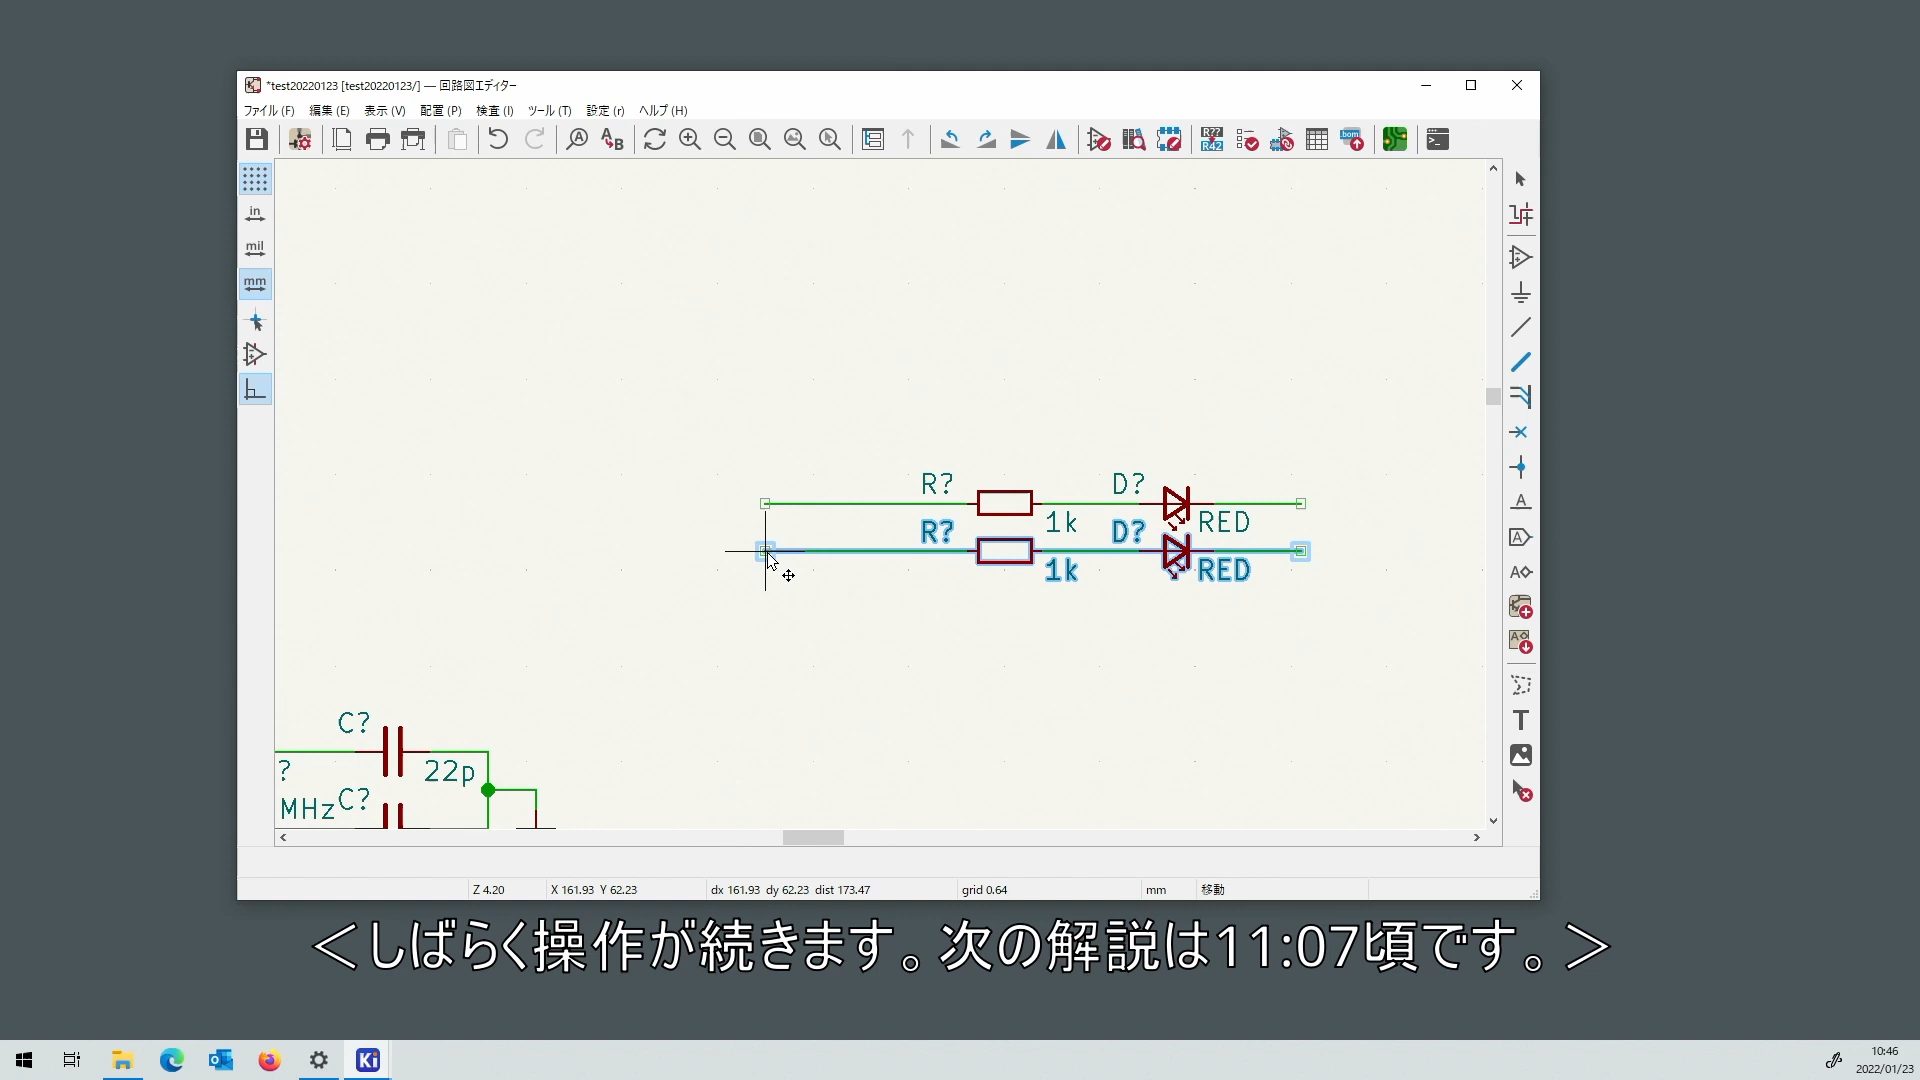 *test20220123 [test20220123/] — 回路図エディター
ファイル (F) 編集 (E) 表示 (V) 配置 (P) 検査 (I) ツール (T) 設定 (r) ヘルプ (H)
A
A
B
R??
R42
.bom
in
mil
mm
A
A
A
A
T
R? D?
1k RED
R? D?
1k RED
C?
? 22p
MHz C?
Z 4.20 X 161.93 Y 62.23 dx 161.93 dy 62.23 dist 173.47 grid 0.64 mm 移動
＜しばらく操作が続きます。次の解説は11:07頃です。＞
Ki
10:46
2022/01/23